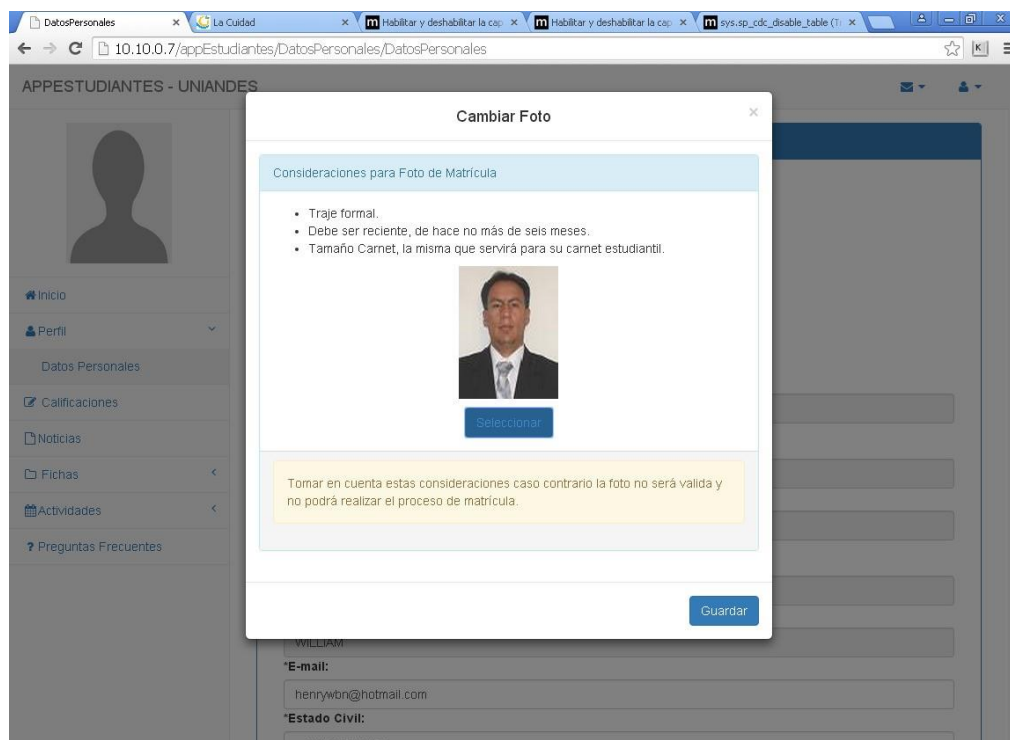 DatosPersonales
La Cuidad
Habilitar y deshabilitar la cap
Habilitar y deshabilitar la cap
sys.sp_cdc_disable_table (Tr
10.10.0.7/appEstudiantes/DatosPersonales/DatosPersonales
APPESTUDIANTES - UNIANDES
Inicio
Perfil
Datos Personales
Calificaciones
Noticias
Fichas
Actividades
? Preguntas Frecuentes
Cambiar Foto
×
Consideraciones para Foto de Matrícula
• Traje formal.
• Debe ser reciente, de hace no más de seis meses.
• Tamaño Carnet, la misma que servirá para su carnet estudiantil.
Seleccionar
Tomar en cuenta estas consideraciones caso contrario la foto no será valida y
no podrá realizar el proceso de matrícula.
Guardar
WILLIAM
*E-mail:
henrywbn@hotmail.com
*Estado Civil: